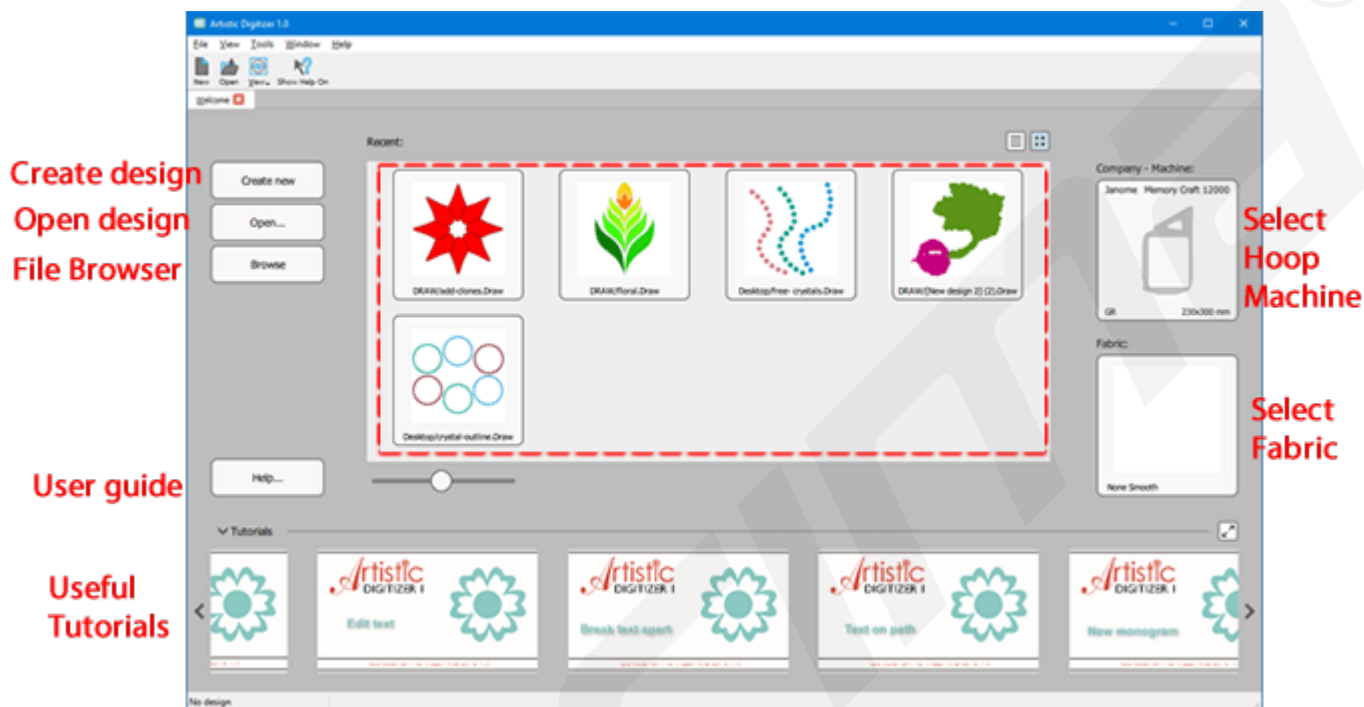 Artistic Digitizer 1.0
File View Tools Window Help
New Open View Show Help On
Welcome
Recent:
Create design
Create new
Open design
Open...
File Browser
Browse
DRAW/add-clones.Draw
DRAW/floral.Draw
Desktop/free- crystals.Draw
DRAW/[New design 2] (2).Draw
Desktop/crystal-outline.Draw
Company - Machine:
Janome Memory Craft 12000
GR 230x300 mm
Select
Hoop
Machine
Fabric:
None Smooth
Select
Fabric
User guide
Help...
Tutorials
Useful
Tutorials
Artistic
DIGITIZER 1
Edit text
Artistic
DIGITIZER 1
Break text apart
Artistic
DIGITIZER 1
Text on path
Artistic
DIGITIZER 1
New monogram
No design